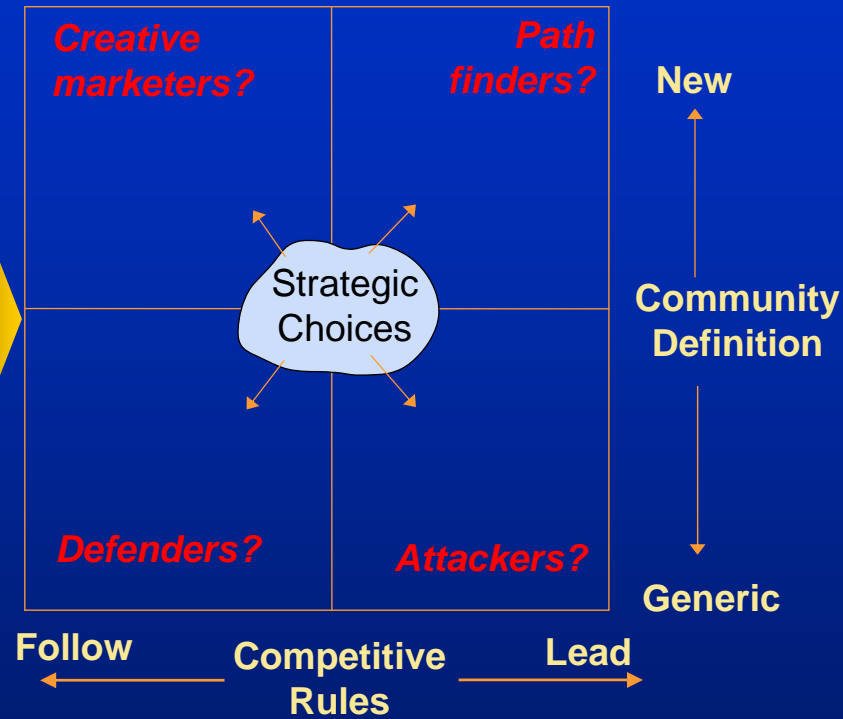 Creative
marketers?
Path
finders?
New
Strategic
Choices
Community
Definition
Defenders?
Attackers?
Generic
Follow
Competitive
Rules
Lead